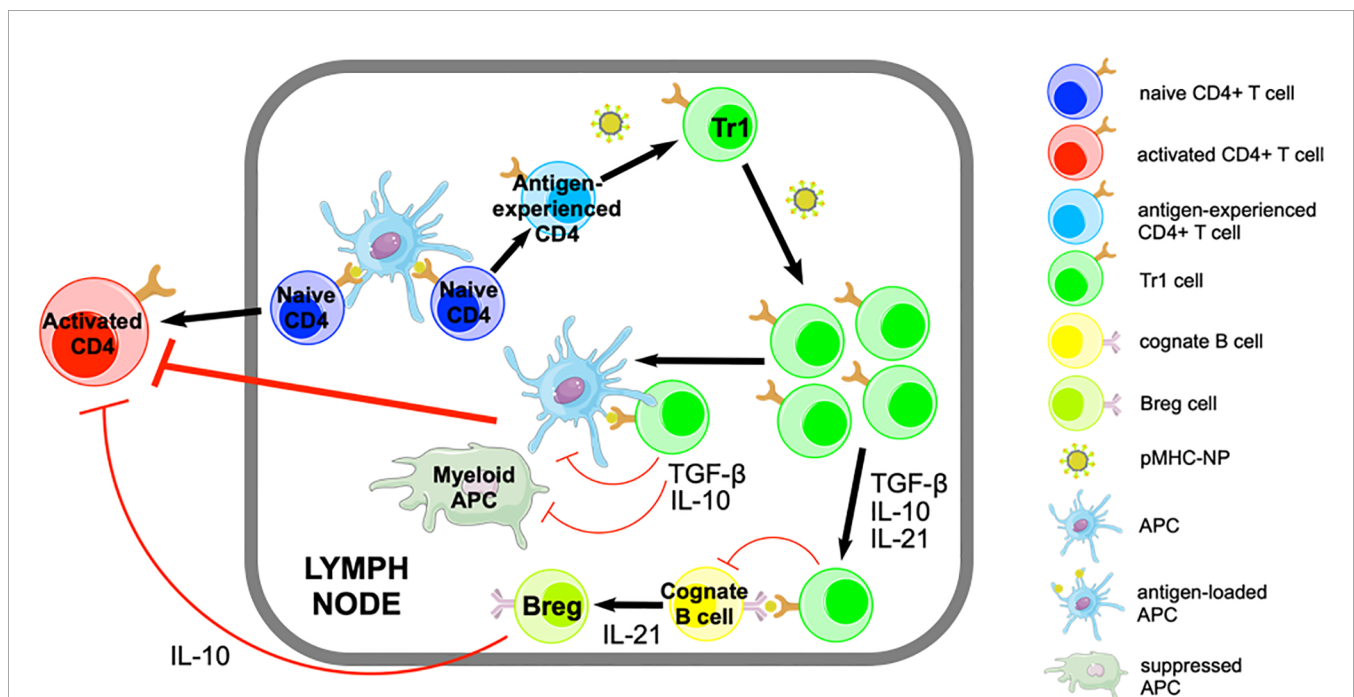 Tr1
Antigen-
experienced
CD4
Naive
CD4
Naive
CD4
Activated
CD4
Myeloid
APC
TGF-β
IL-10
TGF-β
IL-10
IL-21
LYMPH
NODE
Breg
IL-21
Cognate
B cell
IL-10
naive CD4+ T cell
activated CD4+ T cell
antigen-experienced
CD4+ T cell
Tr1 cell
cognate B cell
Breg cell
pMHC-NP
APC
antigen-loaded
APC
suppressed
APC